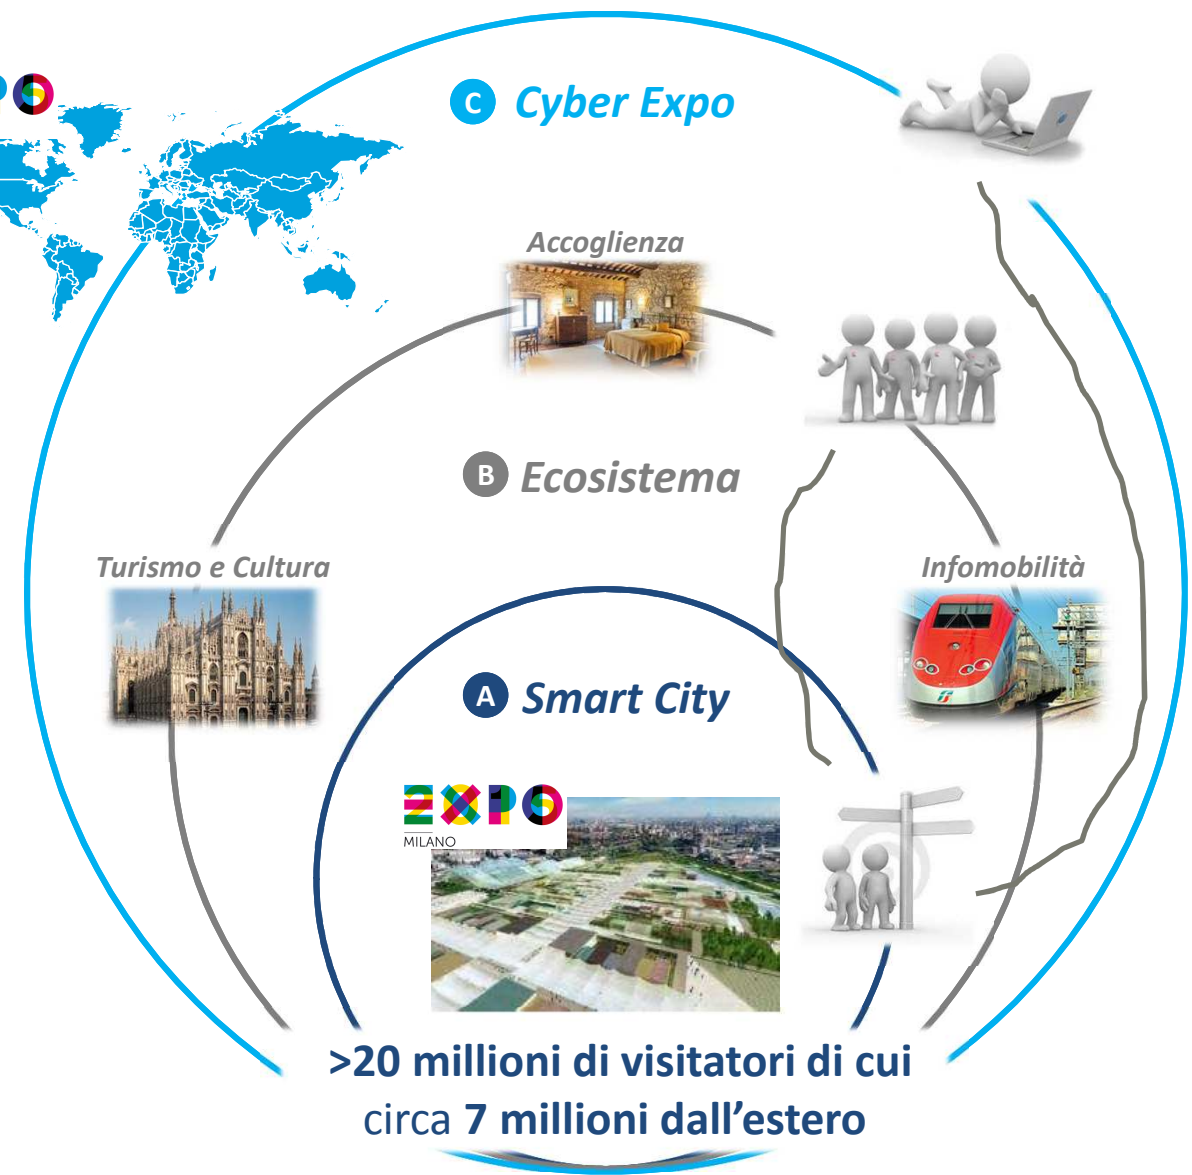 PO
C Cyber Expo
Accoglienza
B Ecosistema
Turismo e Cultura
Infomobilità
A Smart City
EXPO
MILANO
>20 millioni di visitatori di cui
circa 7 millioni dall'estero